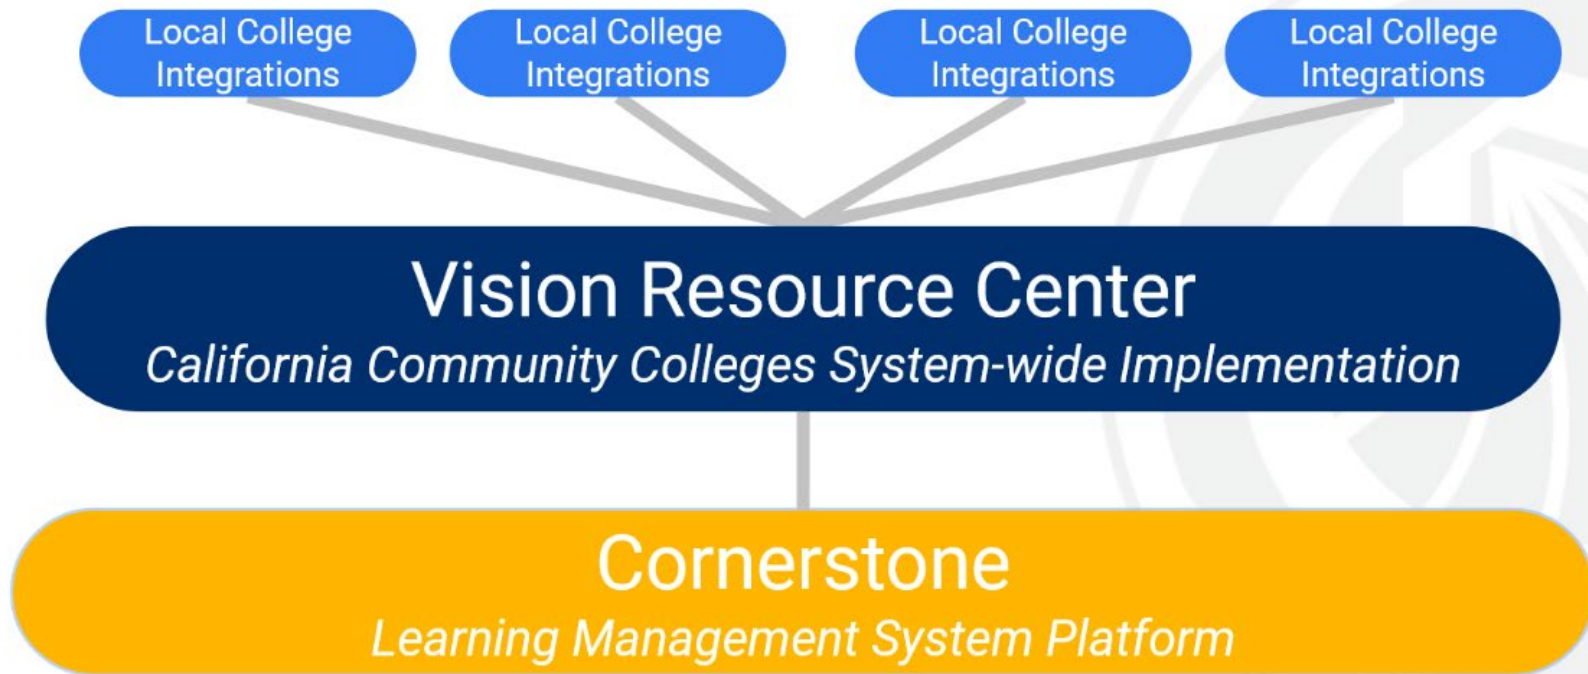 Local College
Integrations
Local College
Integrations
Local College
Integrations
Local College
Integrations
Vision Resource Center
California Community Colleges System-wide Implementation
Cornerstone
Learning Management System Platform